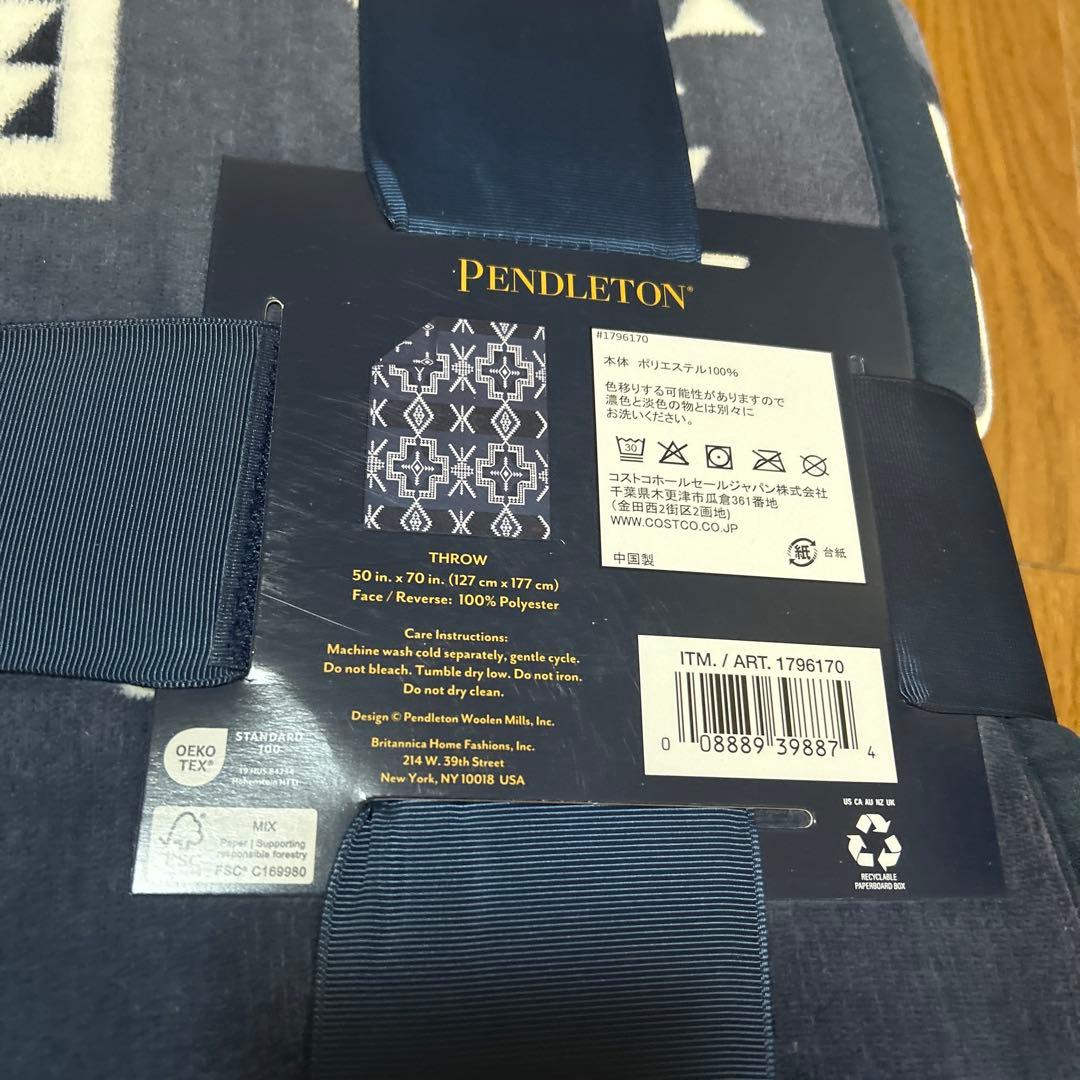 PENDLETON®
THROW
50 in. x 70 in. (127 cm x 177 cm)
Face / Reverse: 100% Polyester
Care Instructions:
Machine wash cold separately, gentle cycle.
Do not bleach. Tumble dry low. Do not iron.
Do not dry clean.
Design © Pendleton Woolen Mills, Inc.
Britannica Home Fashions, Inc.
214 W. 39th Street
New York, NY 10018 USA
OEKO
TEX®
STANDARD
100
Hohenstein HTTI
MIX
Paper | Supporting
responsible forestry
FSC® C169980
#1796170
本体 ポリエステル100%
色移りする可能性がありますので
濃色と淡色の物とは別々に
お洗いください。
30
コストコホールセールジャパン株式会社
千葉県木更津市瓜倉361番地
(金田西2街区2画地)
WWW.COSTCO.CO.JP
中国製
紙 台紙
ITM. / ART. 1796170
0 08889 39887 4
US CA AU NZ UK
RECYCLABLE
PAPERBOARD BOX